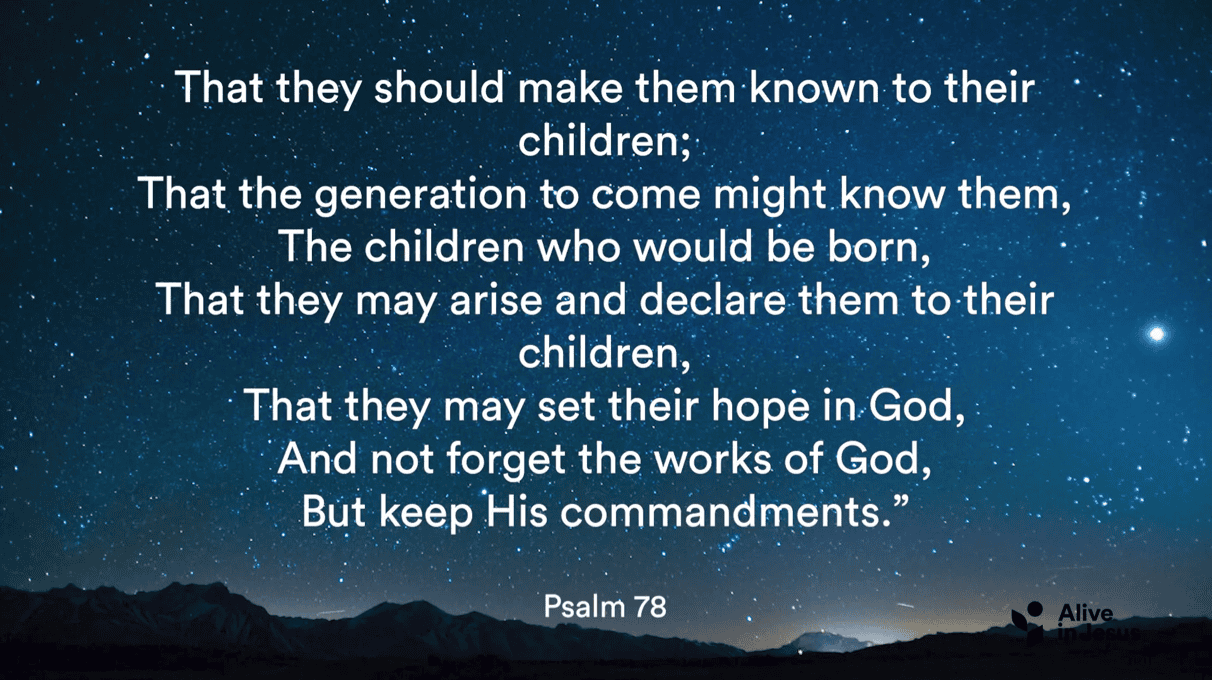 That they should make them known to their
children;
That the generation to come might know them,
The children who would be born,
That they may arise and declare them to their
children,
That they may set their hope in God,
And not forget the works of God,
But keep His commandments.”
Psalm 78
Alive
in Jesus